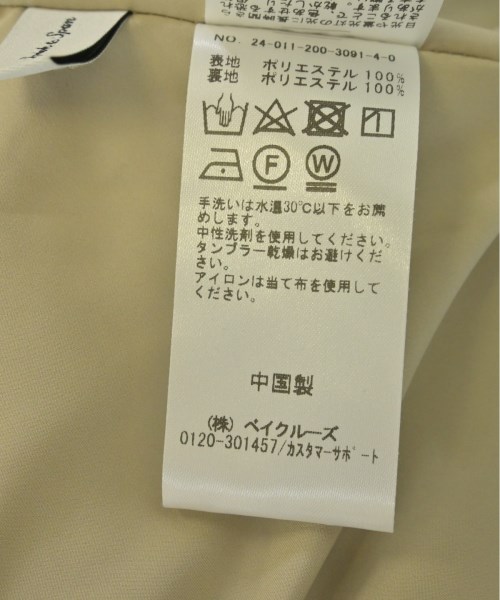 NO. 24-011-200-3091-4-0
表地 ポリエステル 100%
裏地 ポリエステル 100%
F
W
手洗いは水温30℃以下をお薦
めします。
中性洗剤を使用してください。
タンブラー乾燥はお避けくだ
さい。
アイロンは当て布を使用して
ください。
中国製
(株) ベイクルーズ
0120-301457/カスタマーサポート